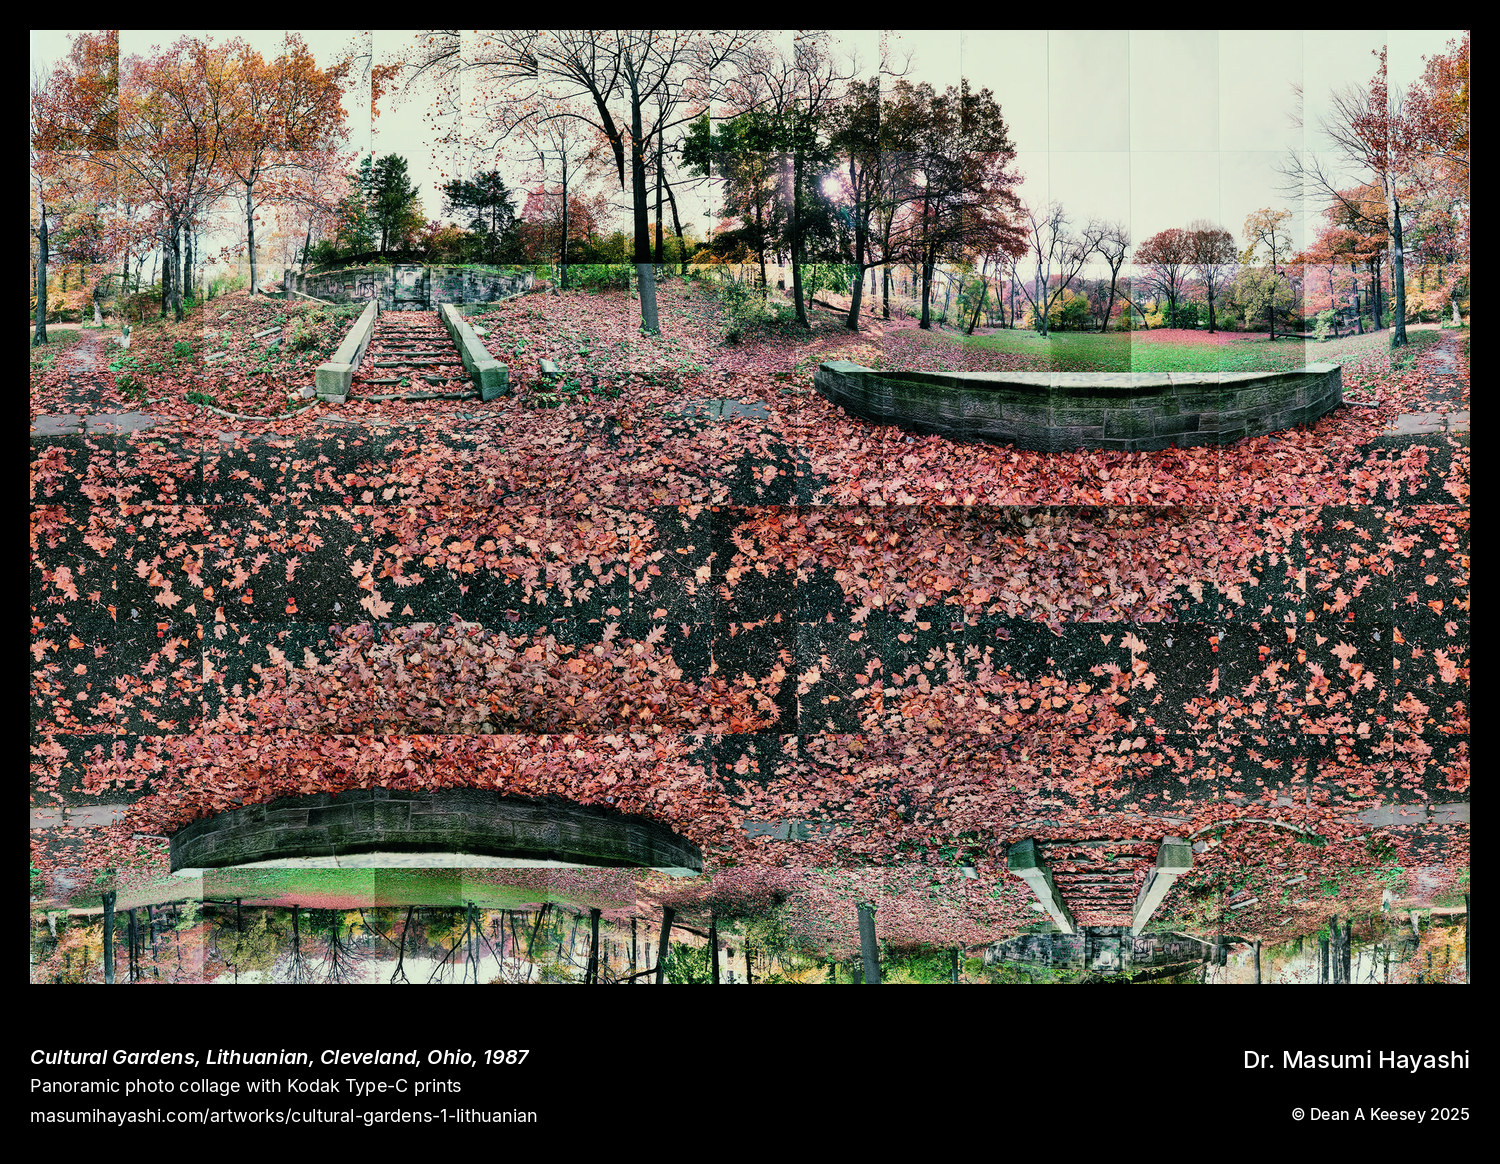 Cultural Gardens, Lithuanian, Cleveland, Ohio, 1987
Panoramic photo collage with Kodak Type-C prints
masumihayashi.com/artworks/cultural-gardens-1-lithuanian
Dr. Masumi Hayashi
© Dean A Keesey 2025